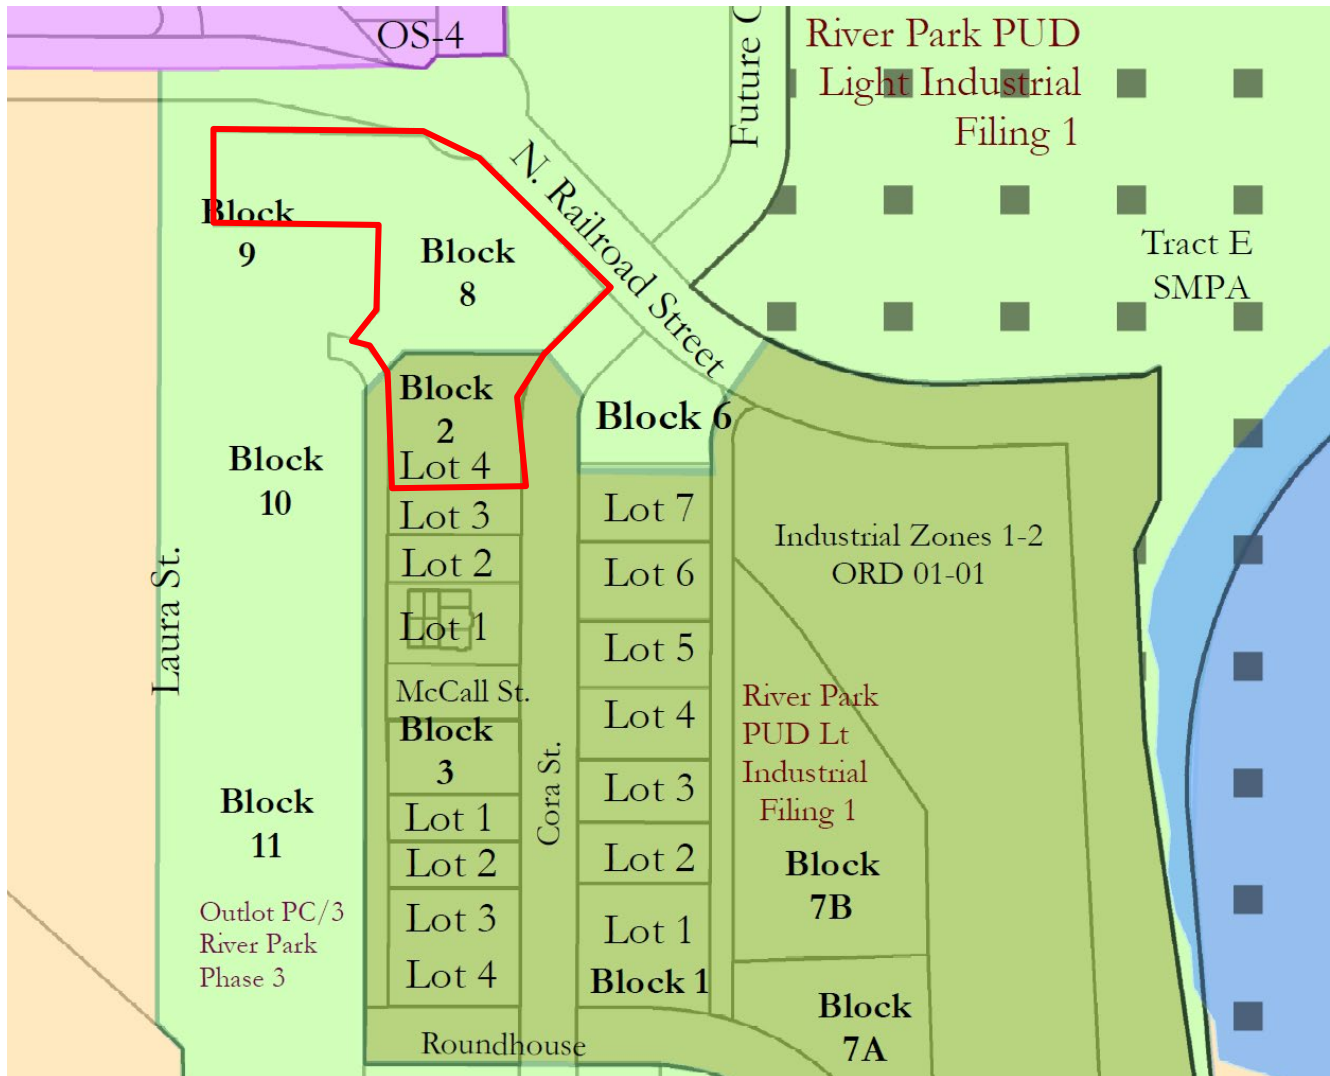 OS-4
River Park PUD
Light Industrial
Filing 1
Future C
N. Railroad Street
Block
9
Block
8
Tract E
SMPA
Block
2
Lot 4
Block 6
Block
10
Lot 3
Lot 2
Lot 1
McCall St.
Block
3
Lot 1
Lot 2
Lot 3
Lot 4
Laura St.
Cora St.
Lot 7
Lot 6
Lot 5
Lot 4
Lot 3
Lot 2
Lot 1
Block 1
Industrial Zones 1-2
ORD 01-01
River Park
PUD Lt
Industrial
Filing 1
Block
7B
Block
7A
Block
11
Outlot PC/3
River Park
Phase 3
Roundhouse